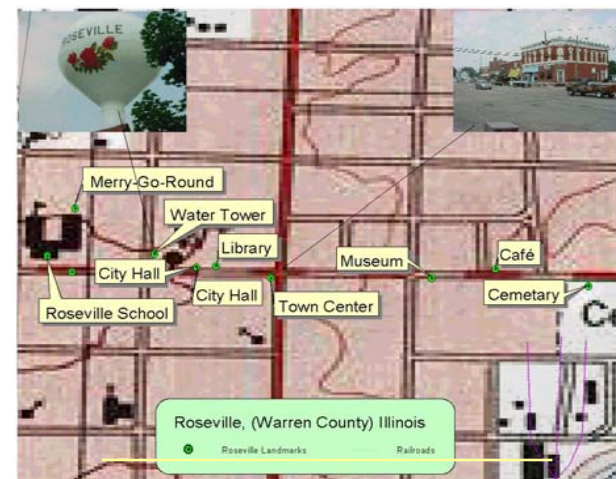 ROSEVILLE
Merry-Go-Round
Water Tower
Library
City Hall
Museum
Café
City Hall
Roseville School
Town Center
Cemetary
Ce
Roseville, (Warren County) Illinois
Roseville Landmarks
Railroads